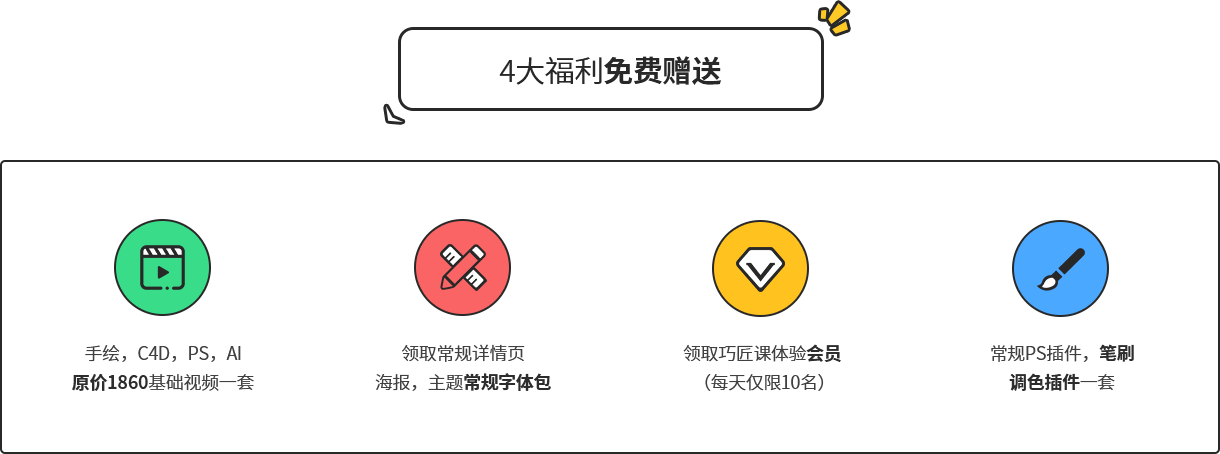 4大福利免费赠送
手绘，C4D，PS，AI
原价1860基础视频一套
领取常规详情页
海报，主题常规字体包
领取巧匠课体验会员
（每天仅限10名）
常规PS插件，笔刷
调色插件一套